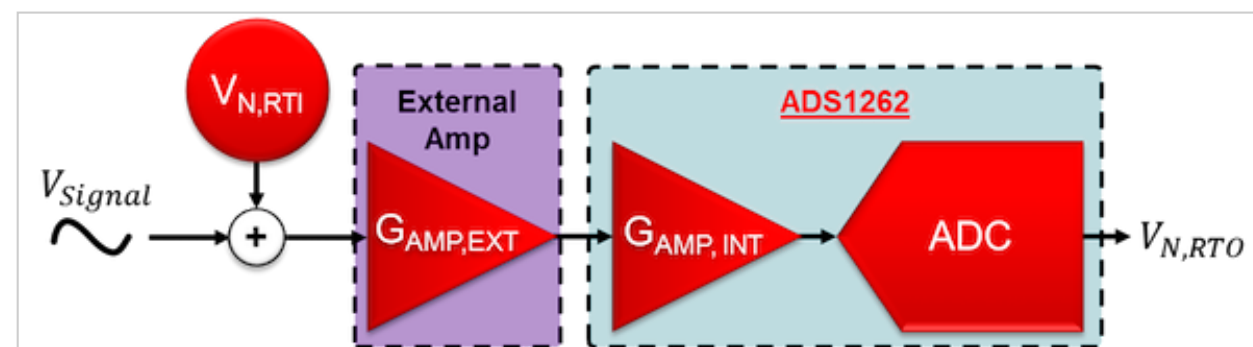 V_N,RTI
External
Amp
ADS1262
V_Signal
+
G_AMP,EXT
G_AMP, INT
ADC
V_N,RTO